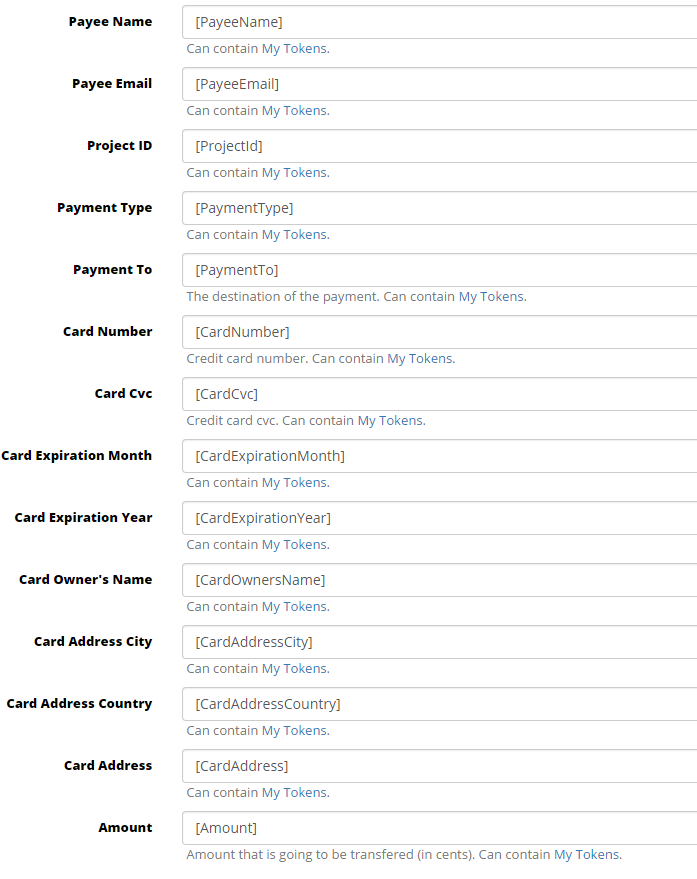 Payee Name [PayeeName]
Can contain My Tokens.
Payee Email [PayeeEmail]
Can contain My Tokens.
Project ID [ProjectId]
Can contain My Tokens.
Payment Type [PaymentType]
Can contain My Tokens.
Payment To [PaymentTo]
The destination of the payment. Can contain My Tokens.
Card Number [CardNumber]
Credit card number. Can contain My Tokens.
Card Cvc [CardCvc]
Credit card cvc. Can contain My Tokens.
Card Expiration Month [CardExpirationMonth]
Can contain My Tokens.
Card Expiration Year [CardExpirationYear]
Can contain My Tokens.
Card Owner's Name [CardOwnersName]
Can contain My Tokens.
Card Address City [CardAddressCity]
Can contain My Tokens.
Card Address Country [CardAddressCountry]
Can contain My Tokens.
Card Address [CardAddress]
Can contain My Tokens.
Amount [Amount]
Amount that is going to be transfered (in cents). Can contain My Tokens.